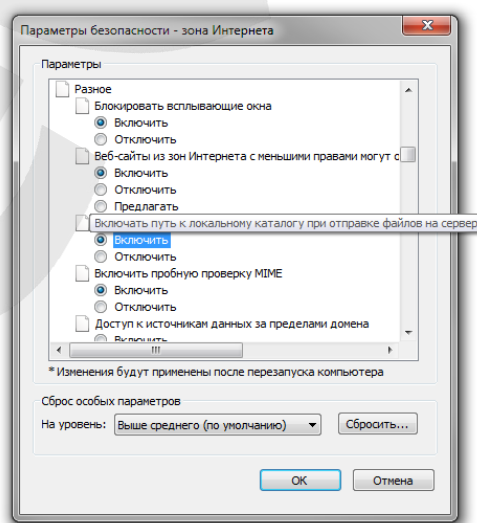 Параметры безопасности - зона Интернета
Параметры
Разное
Блокировать всплывающие окна
Включить
Отключить
Веб-сайты из зон Интернета с меньшими правами могут о
Включить
Отключить
Предлагать
Включать путь к локальному каталогу при отправке файлов на сервер
Включить
Отключить
Включить пробную проверку MIME
Включить
Отключить
Доступ к источникам данных за пределами домена
Включить
* Изменения будут применены после перезапуска компьютера
Сброс особых параметров
На уровень: Выше среднего (по умолчанию) Сбросить...
OK Отмена